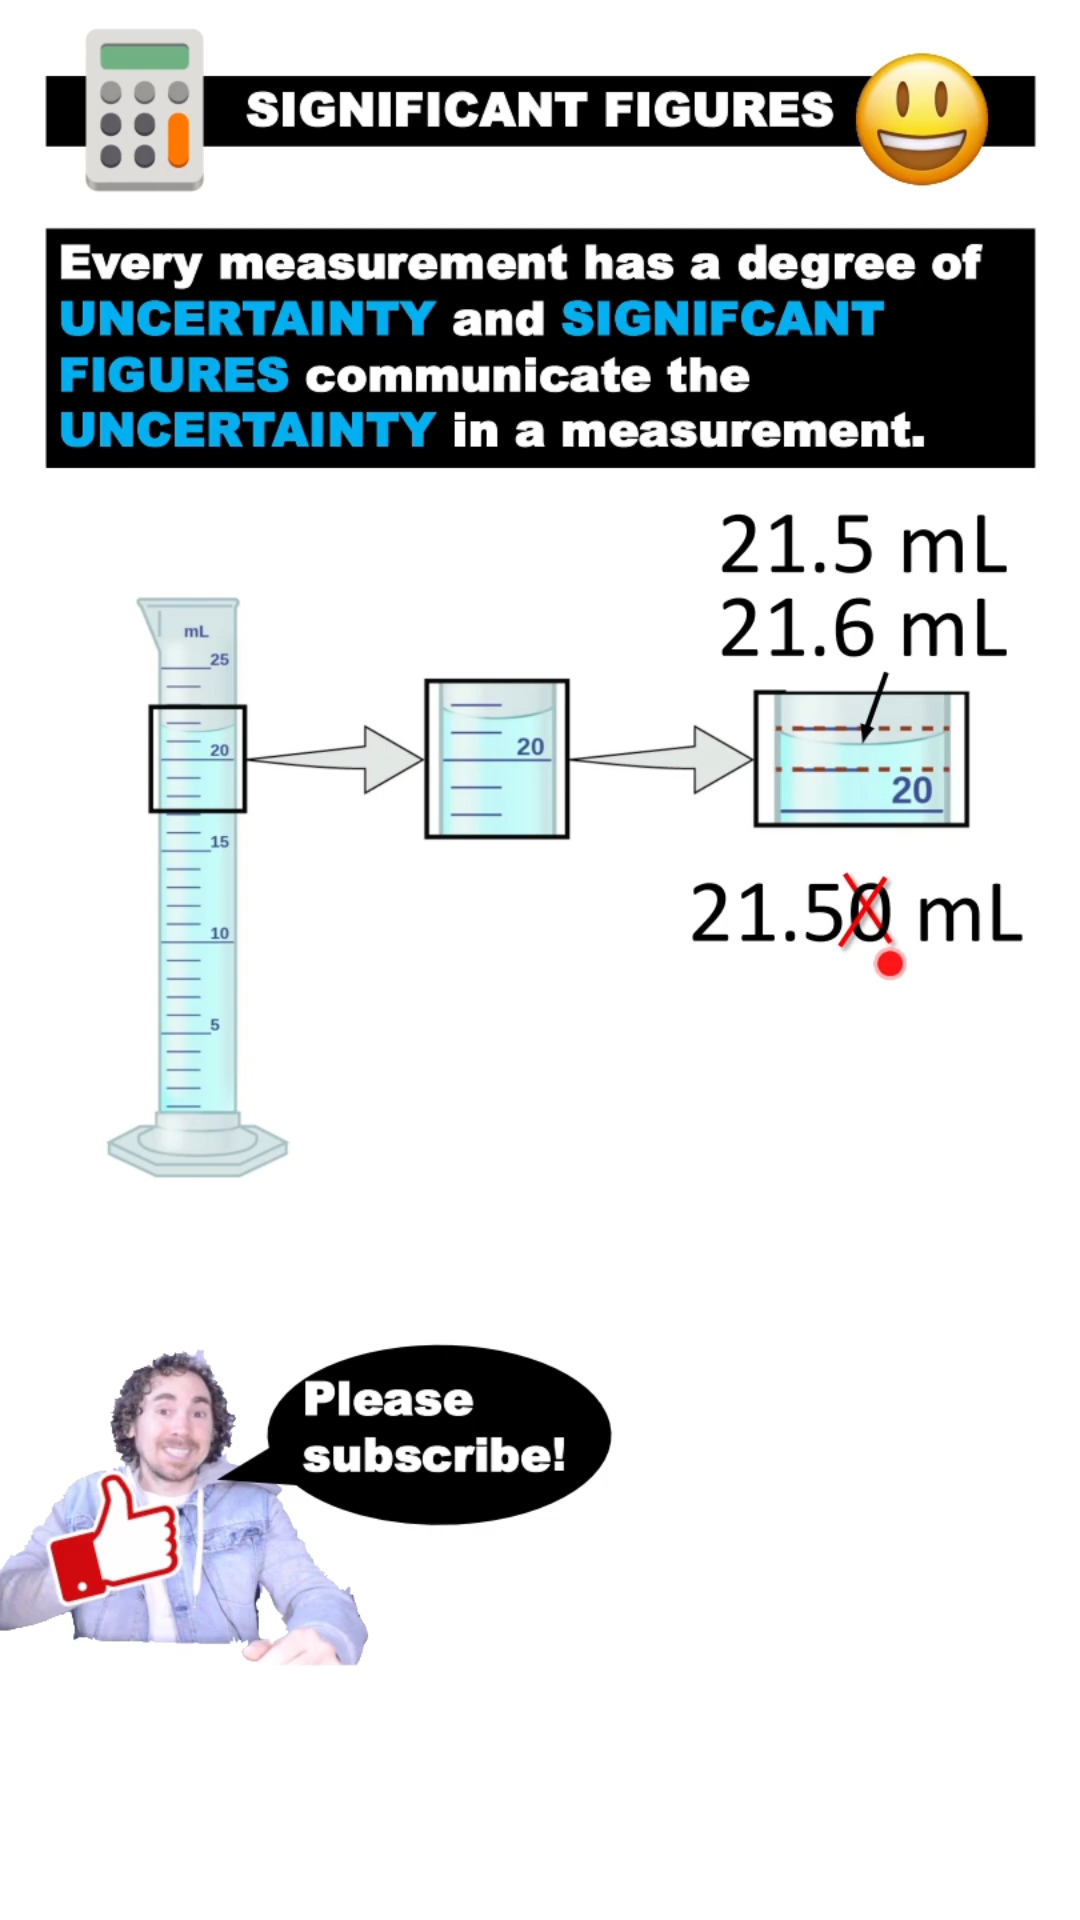 SIGNIFICANT FIGURES
Every measurement has a degree of
UNCERTAINTY and SIGNIFCANT
FIGURES communicate the
UNCERTAINTY in a measurement.
21.5 mL
21.6 mL
mL
25
20
15
10
5
20
20
21.50 mL
Please
subscribe!